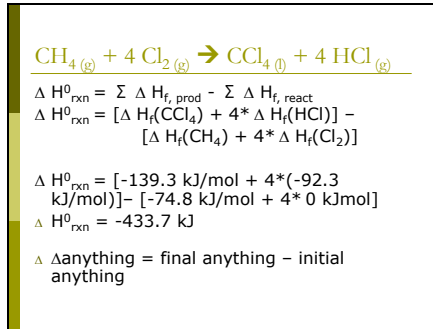 CH4 (g) + 4 Cl2 (g) ➔ CCl4 (l) + 4 HCl (g)
Δ H0rxn = Σ Δ Hf, prod - Σ Δ Hf, react
Δ H0rxn = [Δ Hf(CCl4) + 4* Δ Hf(HCl)] –
[Δ Hf(CH4) + 4* Δ Hf(Cl2)]
Δ H0rxn = [-139.3 kJ/mol + 4*(-92.3
kJ/mol)]– [-74.8 kJ/mol + 4* 0 kJmol]
Δ H0rxn = -433.7 kJ
Δ Δanything = final anything – initial
anything